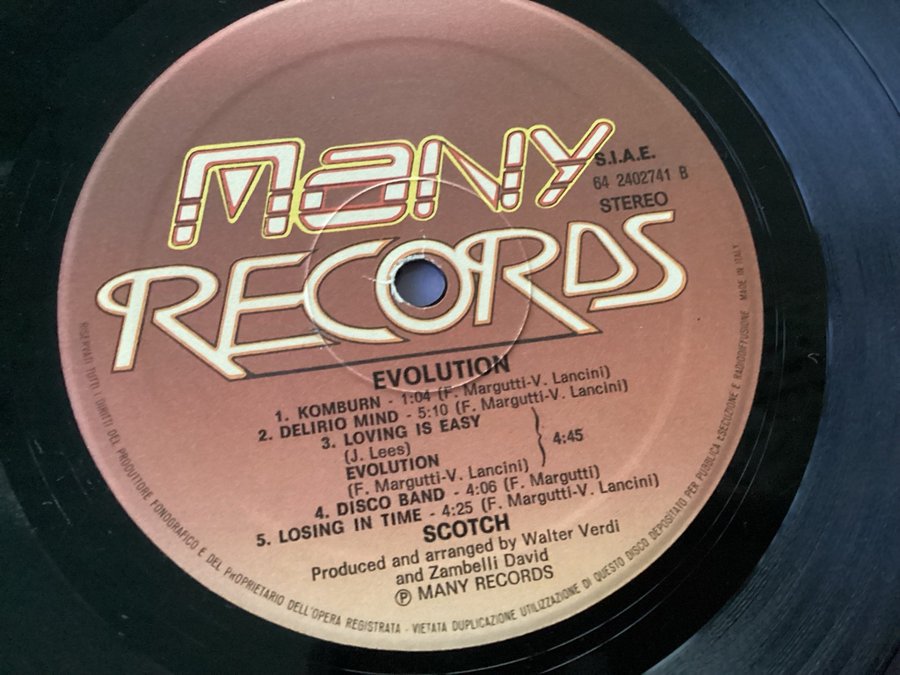 MANY
RECORDS
S.I.A.E.
64 2402741 B
STEREO
EVOLUTION
1. KOMBURN - 1:04 (F. Margutti-V. Lancini)
2. DELIRIO MIND - 5:10 (F. Margutti-V. Lancini)
3. LOVING IS EASY
(J. Lees)
EVOLUTION
(F. Margutti-V. Lancini)
4:45
4. DISCO BAND - 4:06 (F. Margutti)
5. LOSING IN TIME - 4:25 (F. Margutti-V. Lancini)
SCOTCH
Produced and arranged by Walter Verdi
and Zambelli David
Ⓟ MANY RECORDS
RISERVATI TUTTI I DIRITTI DEL PRODUTTORE FONOGRAFICO E DEL PROPRIETARIO DELL'OPERA REGISTRATA - VIETATA DUPLICAZIONE UTILIZZAZIONE DI QUESTO DISCO DEPOSITATO PER PUBBLICA ESECUZIONE E RADIODIFFUSIONE MADE IN ITALY